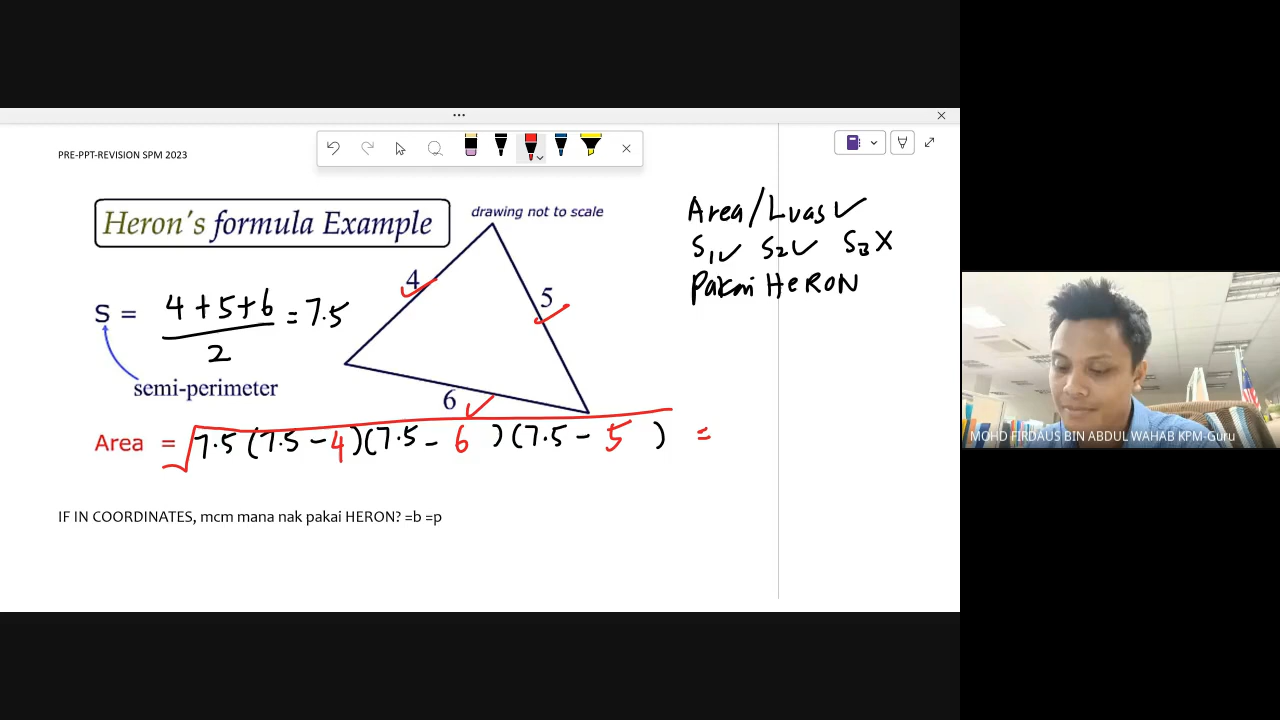 PRE-PPT-REVISION SPM 2023
Heron's formula Example
drawing not to scale
Area/Luas ✓
S1✓ S2✓ S3 X
Pakai HeRON
4
5
6
S = 4+5+6 = 7.5
2
semi-perimeter
Area = √7.5(7.5-4)(7.5-6)(7.5-5) =
IF IN COORDINATES, mcm mana nak pakai HERON? =b =p
MOHD FIRDAUS BIN ABDUL WAHAB KPM-Guru